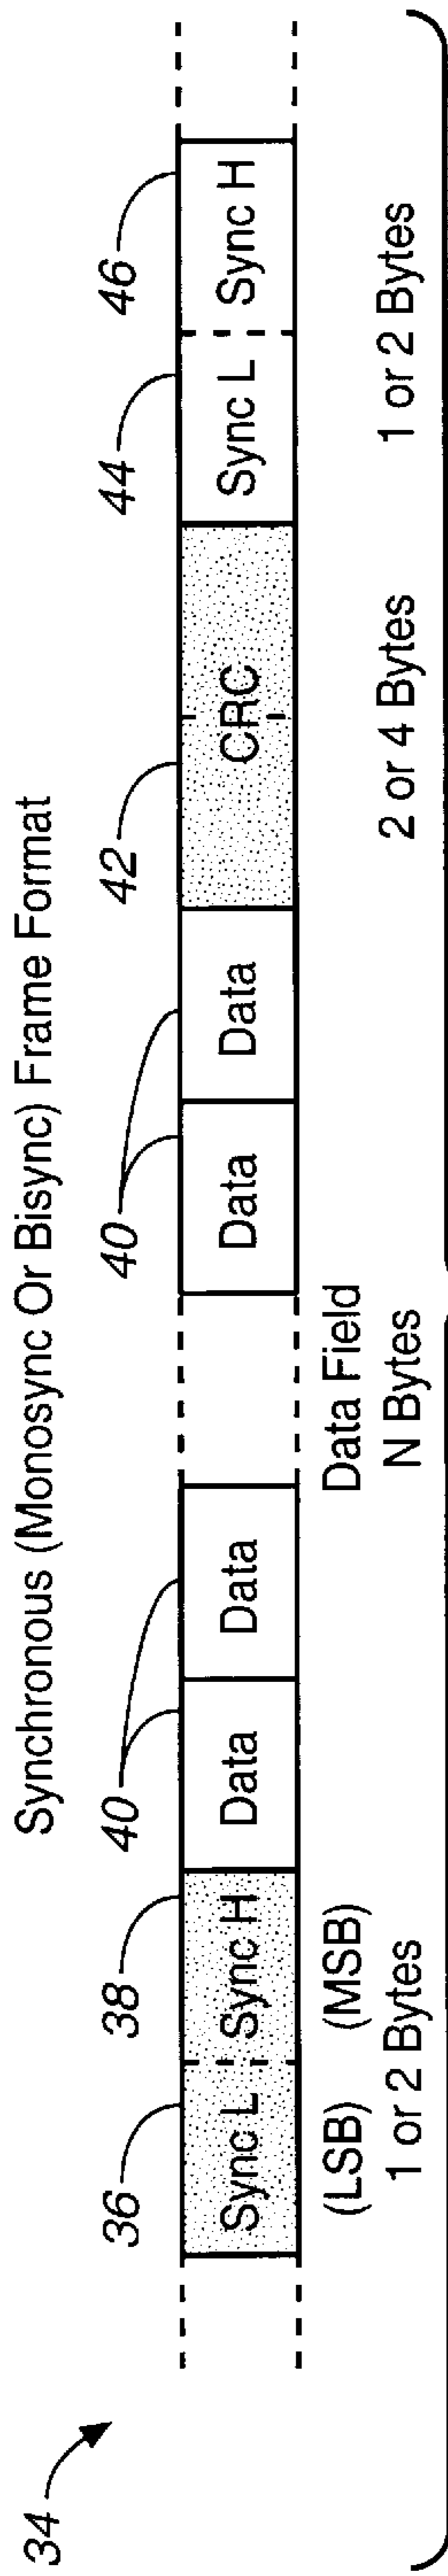 Synchronous (Monosync Or Bisync) Frame Format
34
36 38 40 40 42 44 46
Sync L Sync H Data Data Data Data CRC Sync L Sync H
(LSB) (MSB)
1 or 2 Bytes
Data Field
N Bytes
2 or 4 Bytes
1 or 2 Bytes